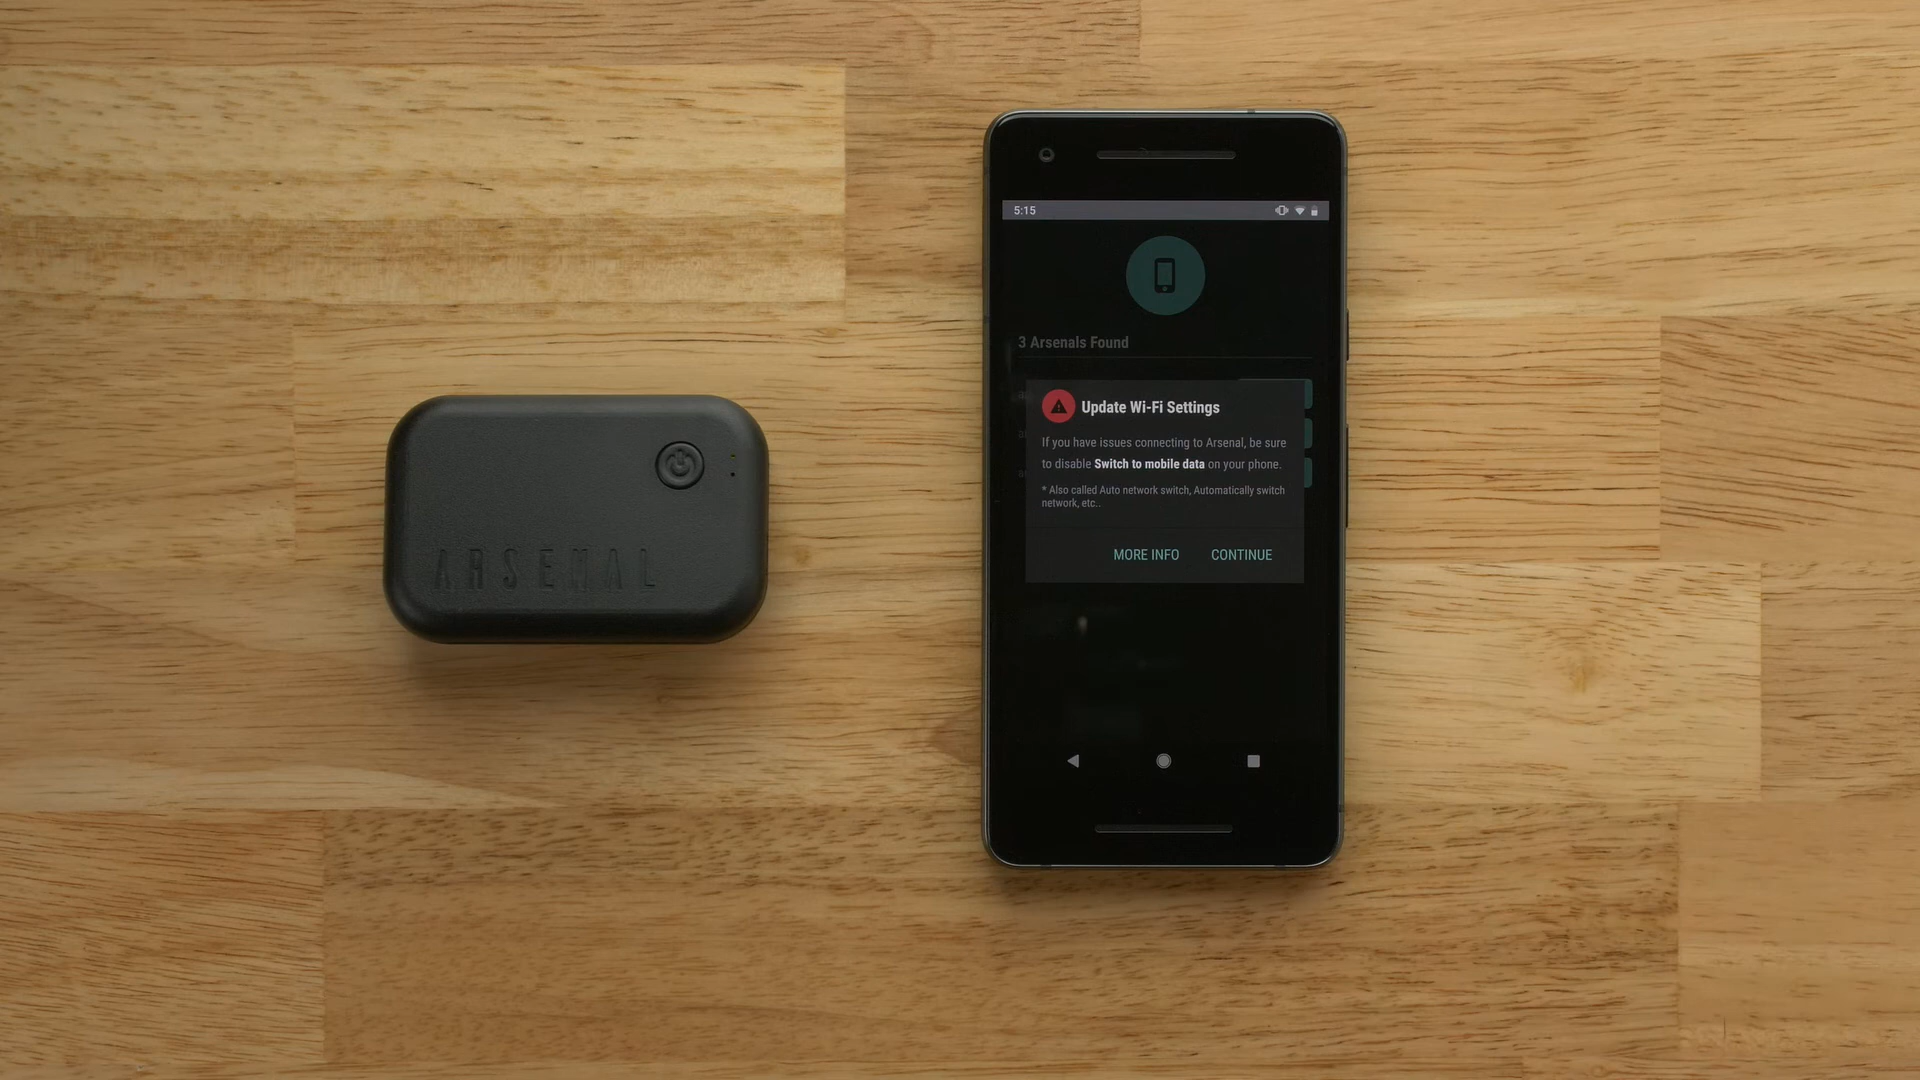 5:15
3 Arsenals Found
Update Wi-Fi Settings
If you have issues connecting to Arsenal, be sure
to disable Switch to mobile data on your phone.
* Also called Auto network switch, Automatically switch
network, etc..
MORE INFO CONTINUE
ARSENAL